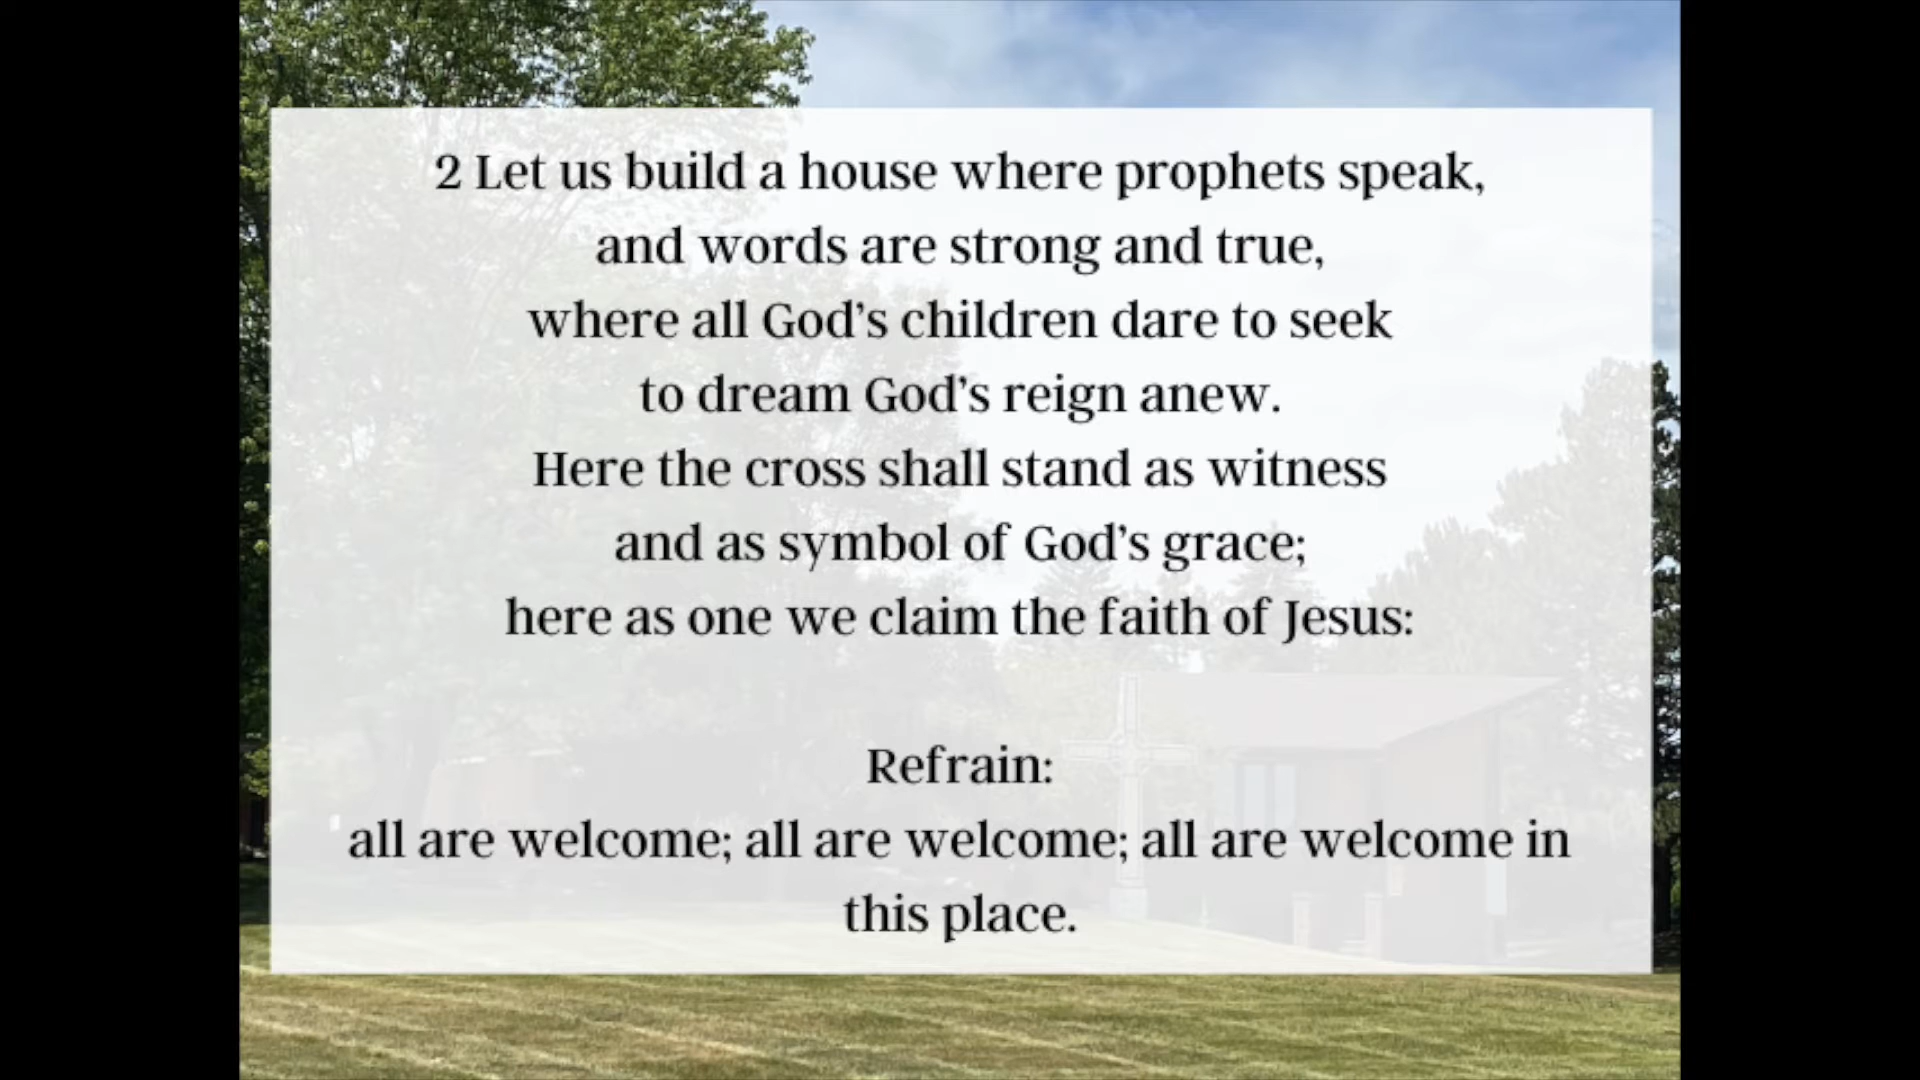 2 Let us build a house where prophets speak,
and words are strong and true,
where all God’s children dare to seek
to dream God’s reign anew.
Here the cross shall stand as witness
and as symbol of God’s grace;
here as one we claim the faith of Jesus:
Refrain:
all are welcome; all are welcome; all are welcome in
this place.